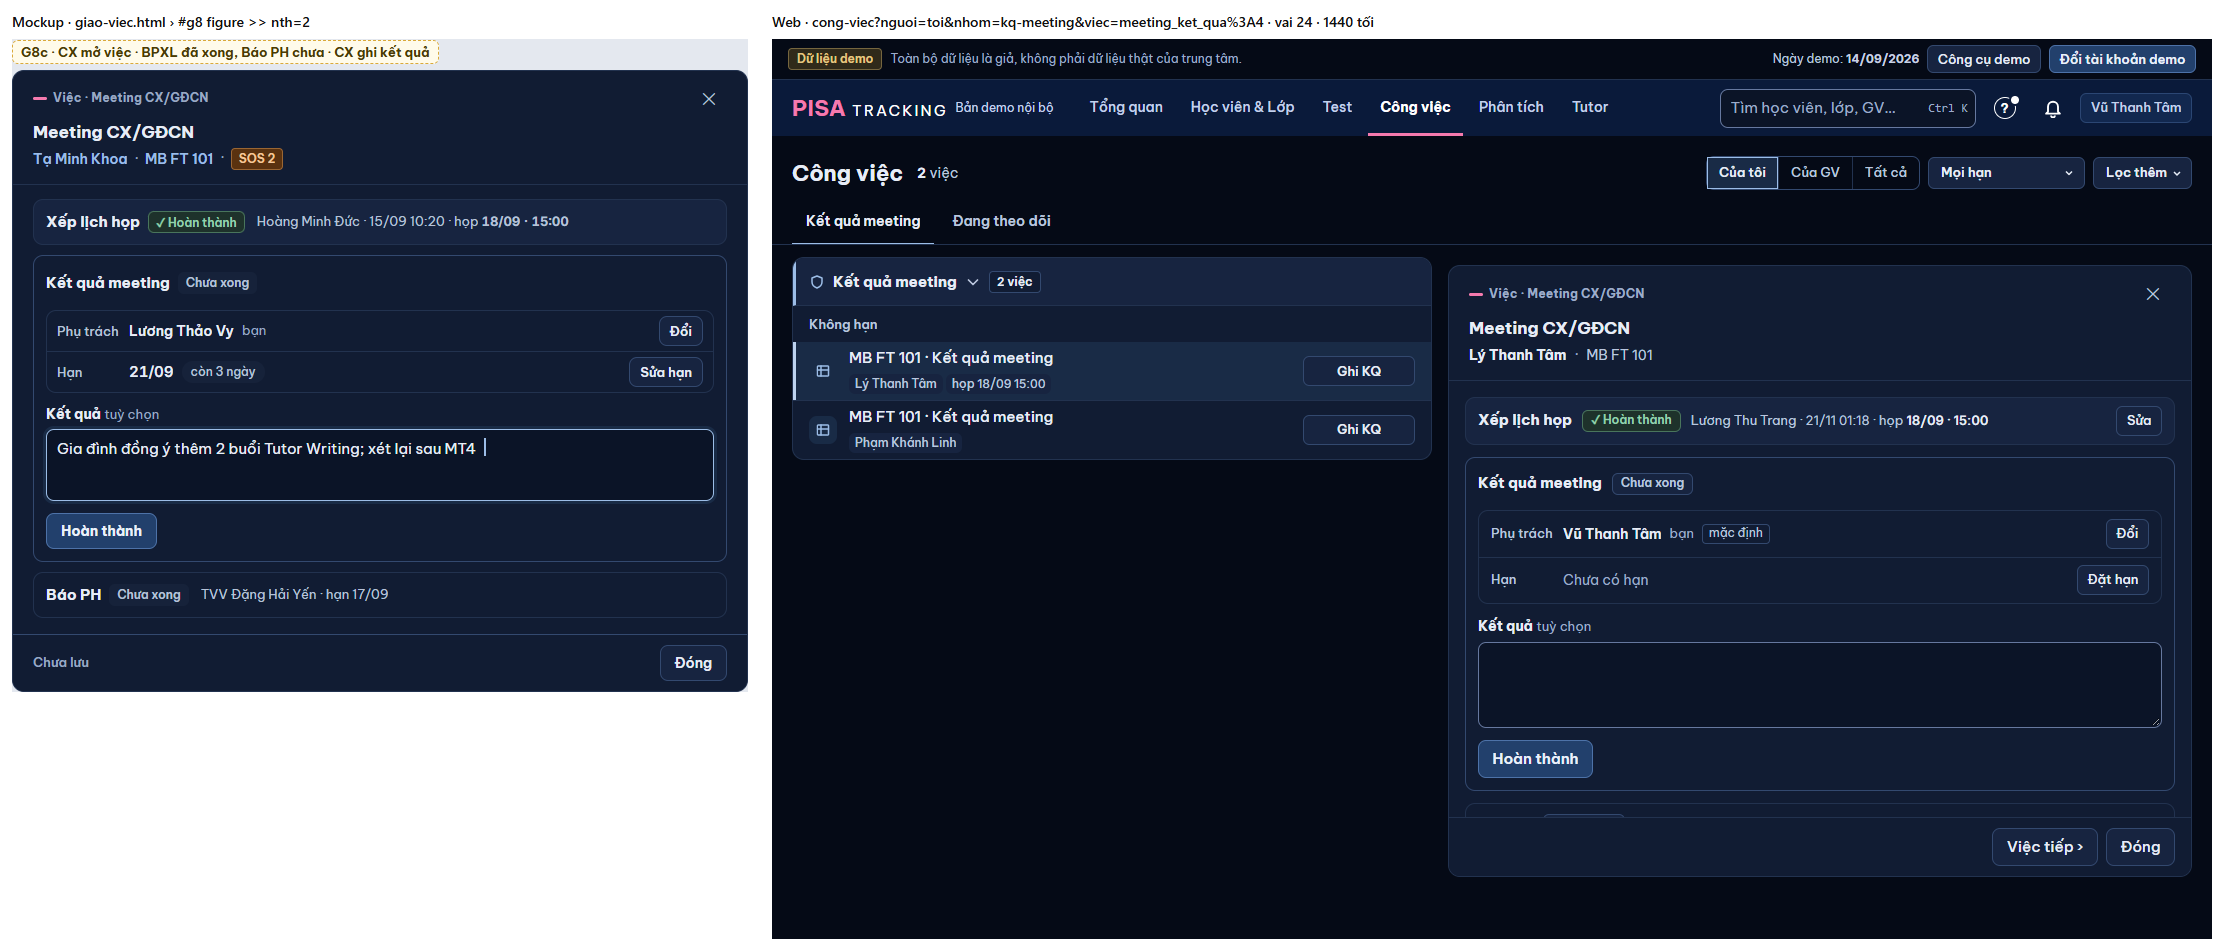 Mockup · giao-viec.html › #g8 figure >> nth=2
G8c · CX mở việc · BPXL đã xong, Báo PH chưa · CX ghi kết quả
Việc · Meeting CX/GĐCN
Meeting CX/GĐCN
Tạ Minh Khoa · MB FT 101 · SOS 2
Xếp lịch họp ✓ Hoàn thành Hoàng Minh Đức · 15/09 10:20 · họp 18/09 · 15:00
Kết quả meeting Chưa xong
Phụ trách Lương Thảo Vy bạn Đổi
Hạn 21/09 còn 3 ngày Sửa hạn
Kết quả tuỳ chọn
Gia đình đồng ý thêm 2 buổi Tutor Writing; xét lại sau MT4
Hoàn thành
Báo PH Chưa xong TVV Đặng Hải Yến · hạn 17/09
Chưa lưu Đóng
Web · cong-viec?nguoi=toi&nhom=kq-meeting&viec=meeting_ket_qua%3A4 · vai 24 · 1440 tối
Dữ liệu demo Toàn bộ dữ liệu là giả, không phải dữ liệu thật của trung tâm. Ngày demo: 14/09/2026 Công cụ demo Đổi tài khoản demo
PISA TRACKING Bản demo nội bộ Tổng quan Học viên & Lớp Test Công việc Phân tích Tutor Tìm học viên, lớp, GV... Ctrl K ? Vũ Thanh Tâm
Công việc 2 việc Của tôi Của GV Tất cả Mọi hạn Lọc thêm
Kết quả meeting Đang theo dõi
Kết quả meeting 2 việc
Không hạn
MB FT 101 · Kết quả meeting
Lý Thanh Tâm họp 18/09 15:00 Ghi KQ
MB FT 101 · Kết quả meeting
Phạm Khánh Linh Ghi KQ
Việc · Meeting CX/GĐCN
Meeting CX/GĐCN
Lý Thanh Tâm · MB FT 101
Xếp lịch họp ✓ Hoàn thành Lương Thu Trang · 21/11 01:18 · họp 18/09 · 15:00 Sửa
Kết quả meeting Chưa xong
Phụ trách Vũ Thanh Tâm bạn mặc định Đổi
Hạn Chưa có hạn Đặt hạn
Kết quả tuỳ chọn
Hoàn thành
Việc tiếp › Đóng